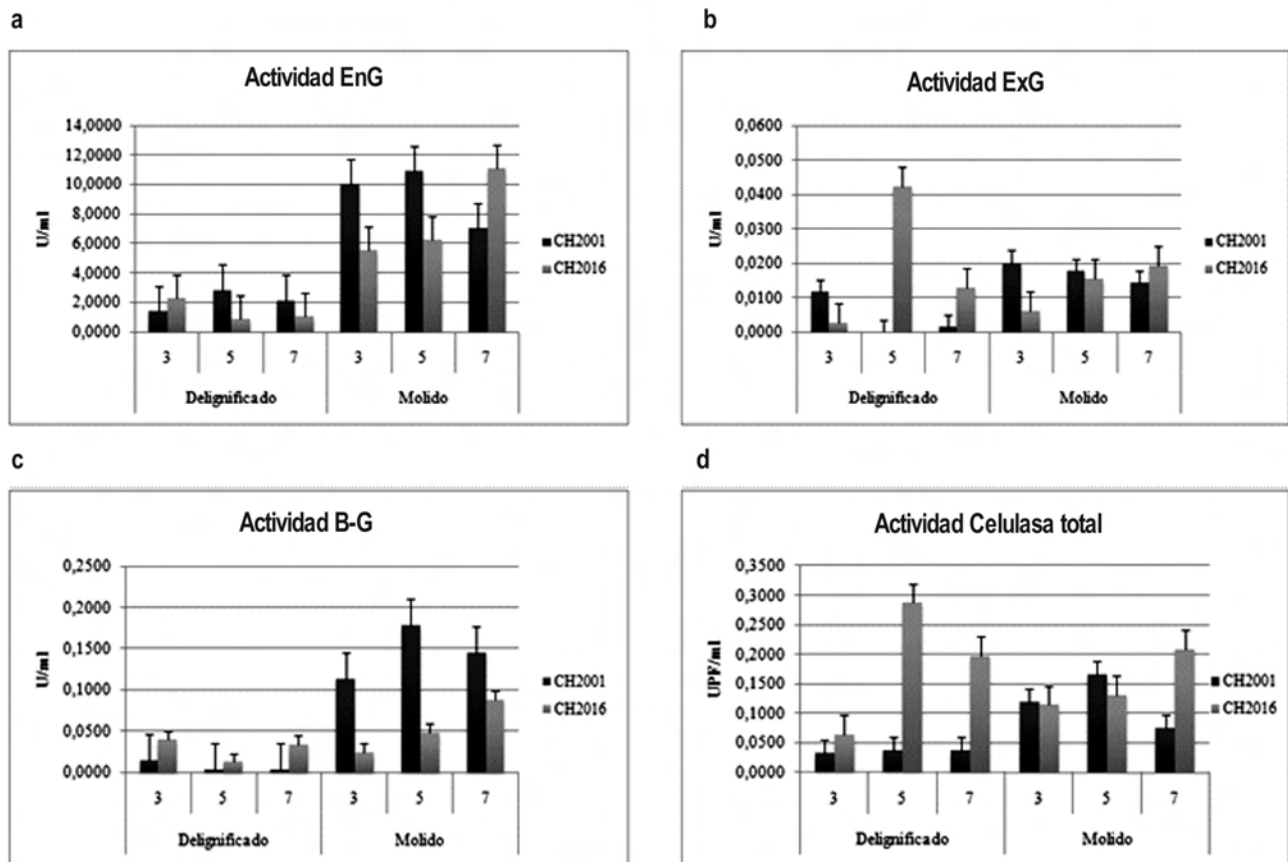 a
Actividad EnG
14,0000
12,0000
10,0000
8,0000
6,0000
4,0000
2,0000
0,0000
U/ml
3 5 7 3 5 7
Delignificado Molido
CH2001
CH2016
b
Actividad ExG
0,0600
0,0500
0,0400
0,0300
0,0200
0,0100
0,0000
U/ml
3 5 7 3 5 7
Delignificado Molido
CH2001
CH2016
c
Actividad B-G
0,2500
0,2000
0,1500
0,1000
0,0500
0,0000
U/ml
3 5 7 3 5 7
Delignificado Molido
CH2001
CH2016
d
Actividad Celulasa total
0,3500
0,3000
0,2500
0,2000
0,1500
0,1000
0,0500
0,0000
UPF/ml
3 5 7 3 5 7
Delignificado Molido
CH2001
CH2016